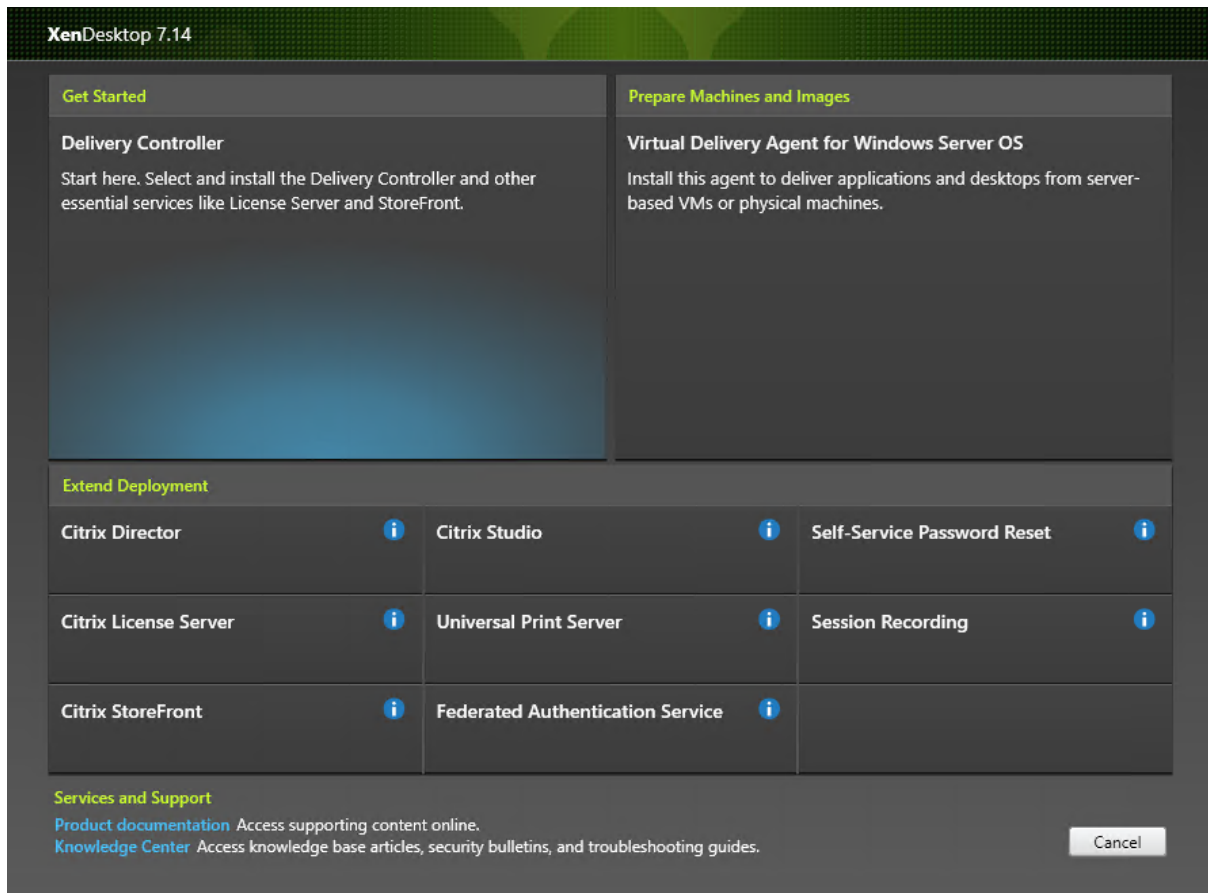 XenDesktop 7.14
Get Started
Delivery Controller
Start here. Select and install the Delivery Controller and other
essential services like License Server and StoreFront.
Prepare Machines and Images
Virtual Delivery Agent for Windows Server OS
Install this agent to deliver applications and desktops from server-
based VMs or physical machines.
Extend Deployment
Citrix Director
Citrix Studio
Self-Service Password Reset
Citrix License Server
Universal Print Server
Session Recording
Citrix StoreFront
Federated Authentication Service
Services and Support
Product documentation Access supporting content online.
Knowledge Center Access knowledge base articles, security bulletins, and troubleshooting guides.
Cancel